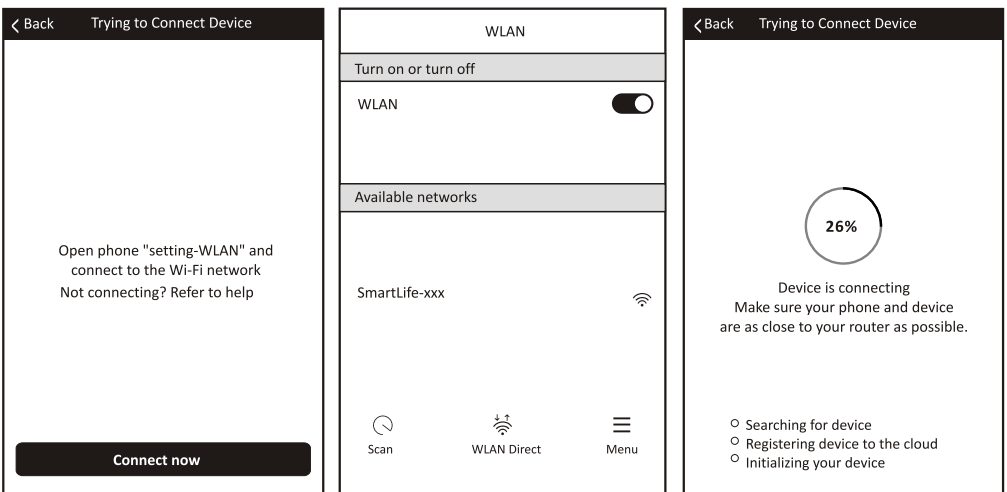 Back Trying to Connect Device
Open phone "setting-WLAN" and
connect to the Wi-Fi network
Not connecting? Refer to help
Connect now
WLAN
Turn on or turn off
WLAN
Available networks
SmartLife-xxx
Scan WLAN Direct Menu
Back Trying to Connect Device
26%
Device is connecting
Make sure your phone and device
are as close to your router as possible.
Searching for device
Registering device to the cloud
Initializing your device